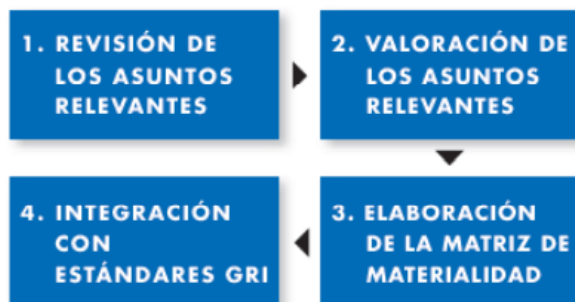 1. REVISIÓN DE
LOS ASUNTOS
RELEVANTES
2. VALORACIÓN DE
LOS ASUNTOS
RELEVANTES
3. ELABORACIÓN
DE LA MATRIZ DE
MATERIALIDAD
4. INTEGRACIÓN
CON
ESTÁNDARES GRI